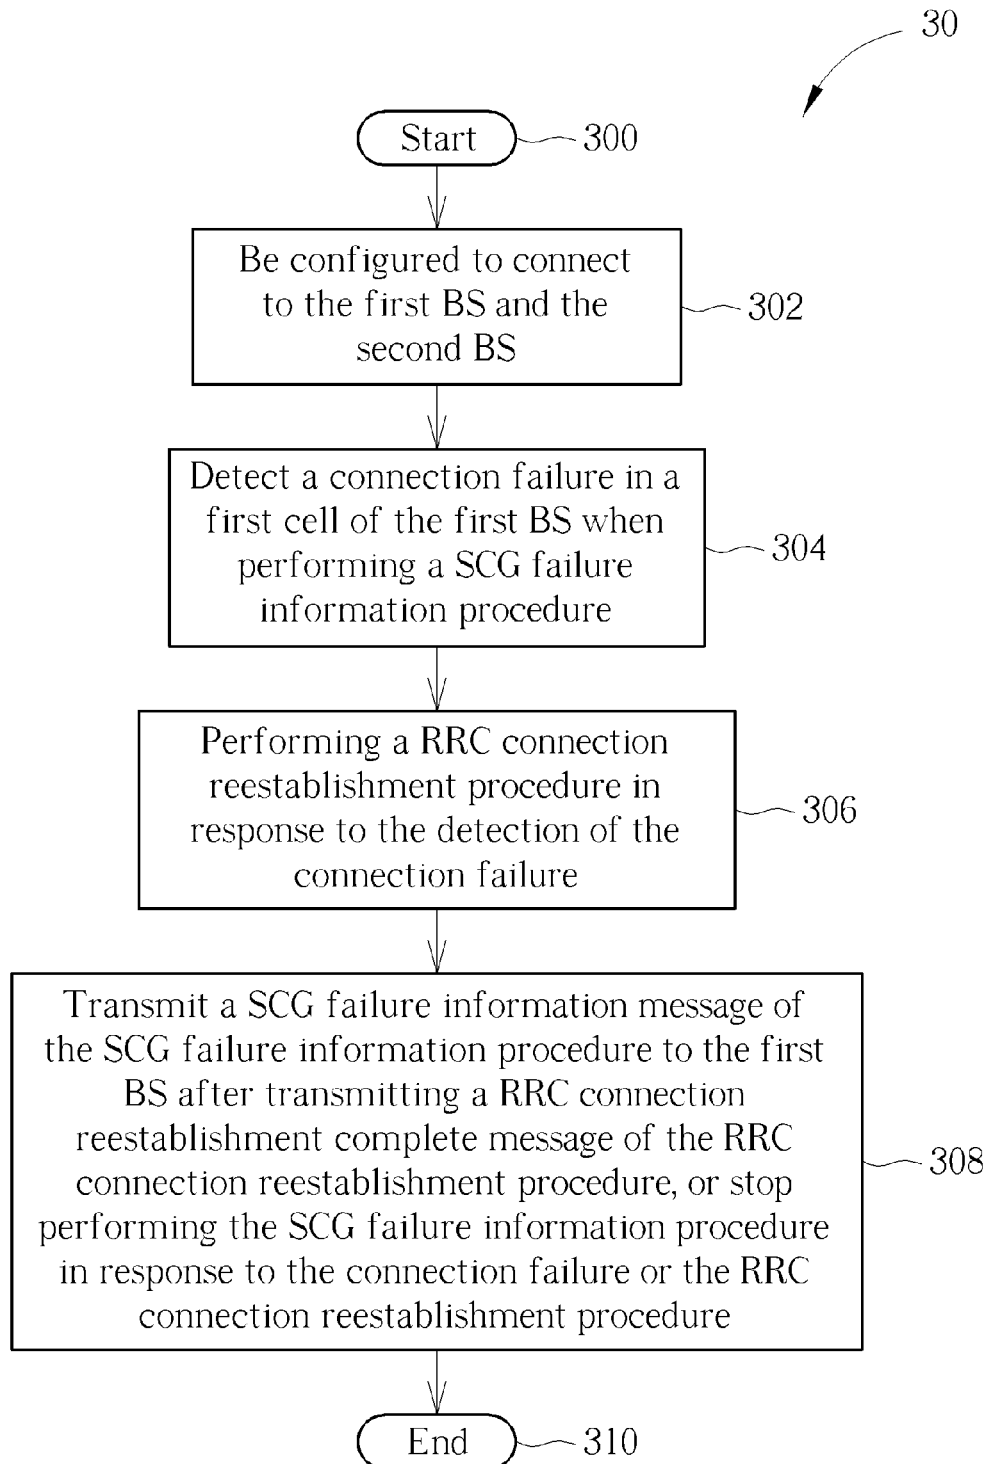 30
Start
300
Be configured to connect
to the first BS and the
second BS
302
Detect a connection failure in a
first cell of the first BS when
performing a SCG failure
information procedure
304
Performing a RRC connection
reestablishment procedure in
response to the detection of the
connection failure
306
Transmit a SCG failure information message of
the SCG failure information procedure to the first
BS after transmitting a RRC connection
reestablishment complete message of the RRC
connection reestablishment procedure, or stop
performing the SCG failure information procedure
in response to the connection failure or the RRC
connection reestablishment procedure
308
End
310